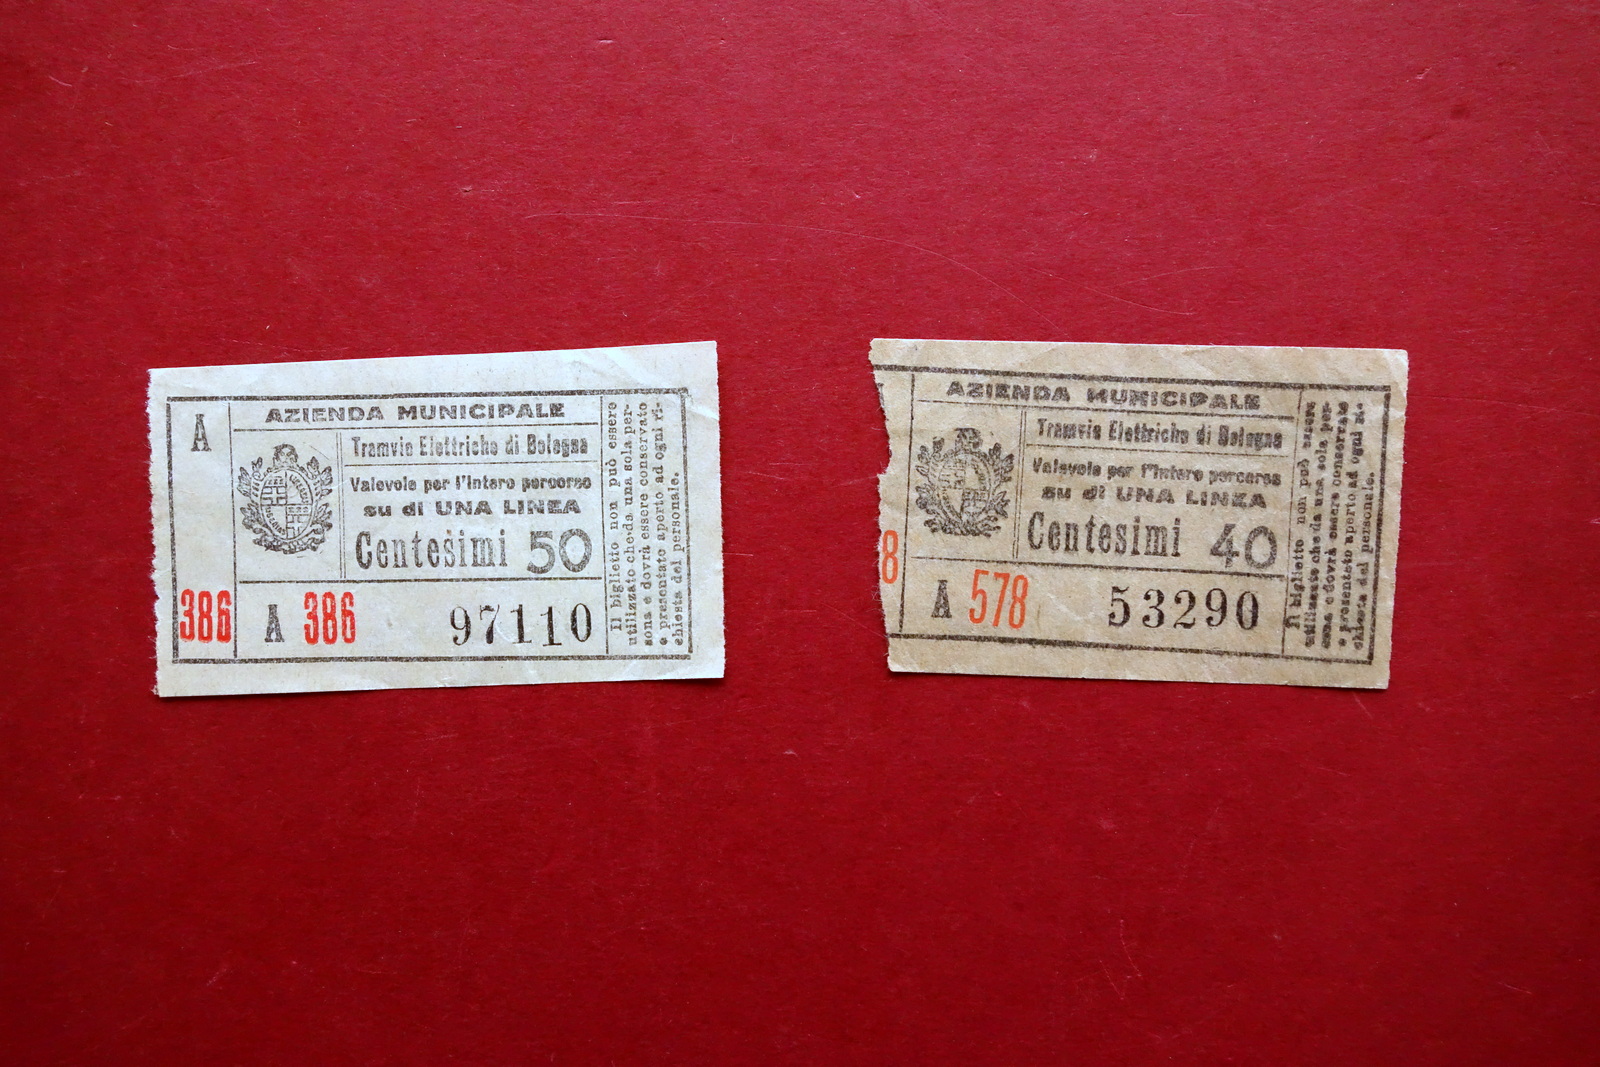 A
AZIENDA MUNICIPALE
Tramvie Elettriche di Bologna
Valevole per l'intero percorso
su di UNA LINEA
Centesimi 50
386
A 386 97110
Il biglietto non può essere
utilizzato che da una sola per-
sona e dovrà essere conservato
e presentato aperto ad ogni ri-
chiesta del personale.
AZIENDA MUNICIPALE
Tramvie Elettriche di Bologna
Valevole per l'intero percorso
su di UNA LINEA
Centesimi 40
8
A 578 53290
Il biglietto non può essere
utilizzato che da una sola per-
sona e dovrà essere conservato
e presentato aperto ad ogni ri-
chiesta del personale.